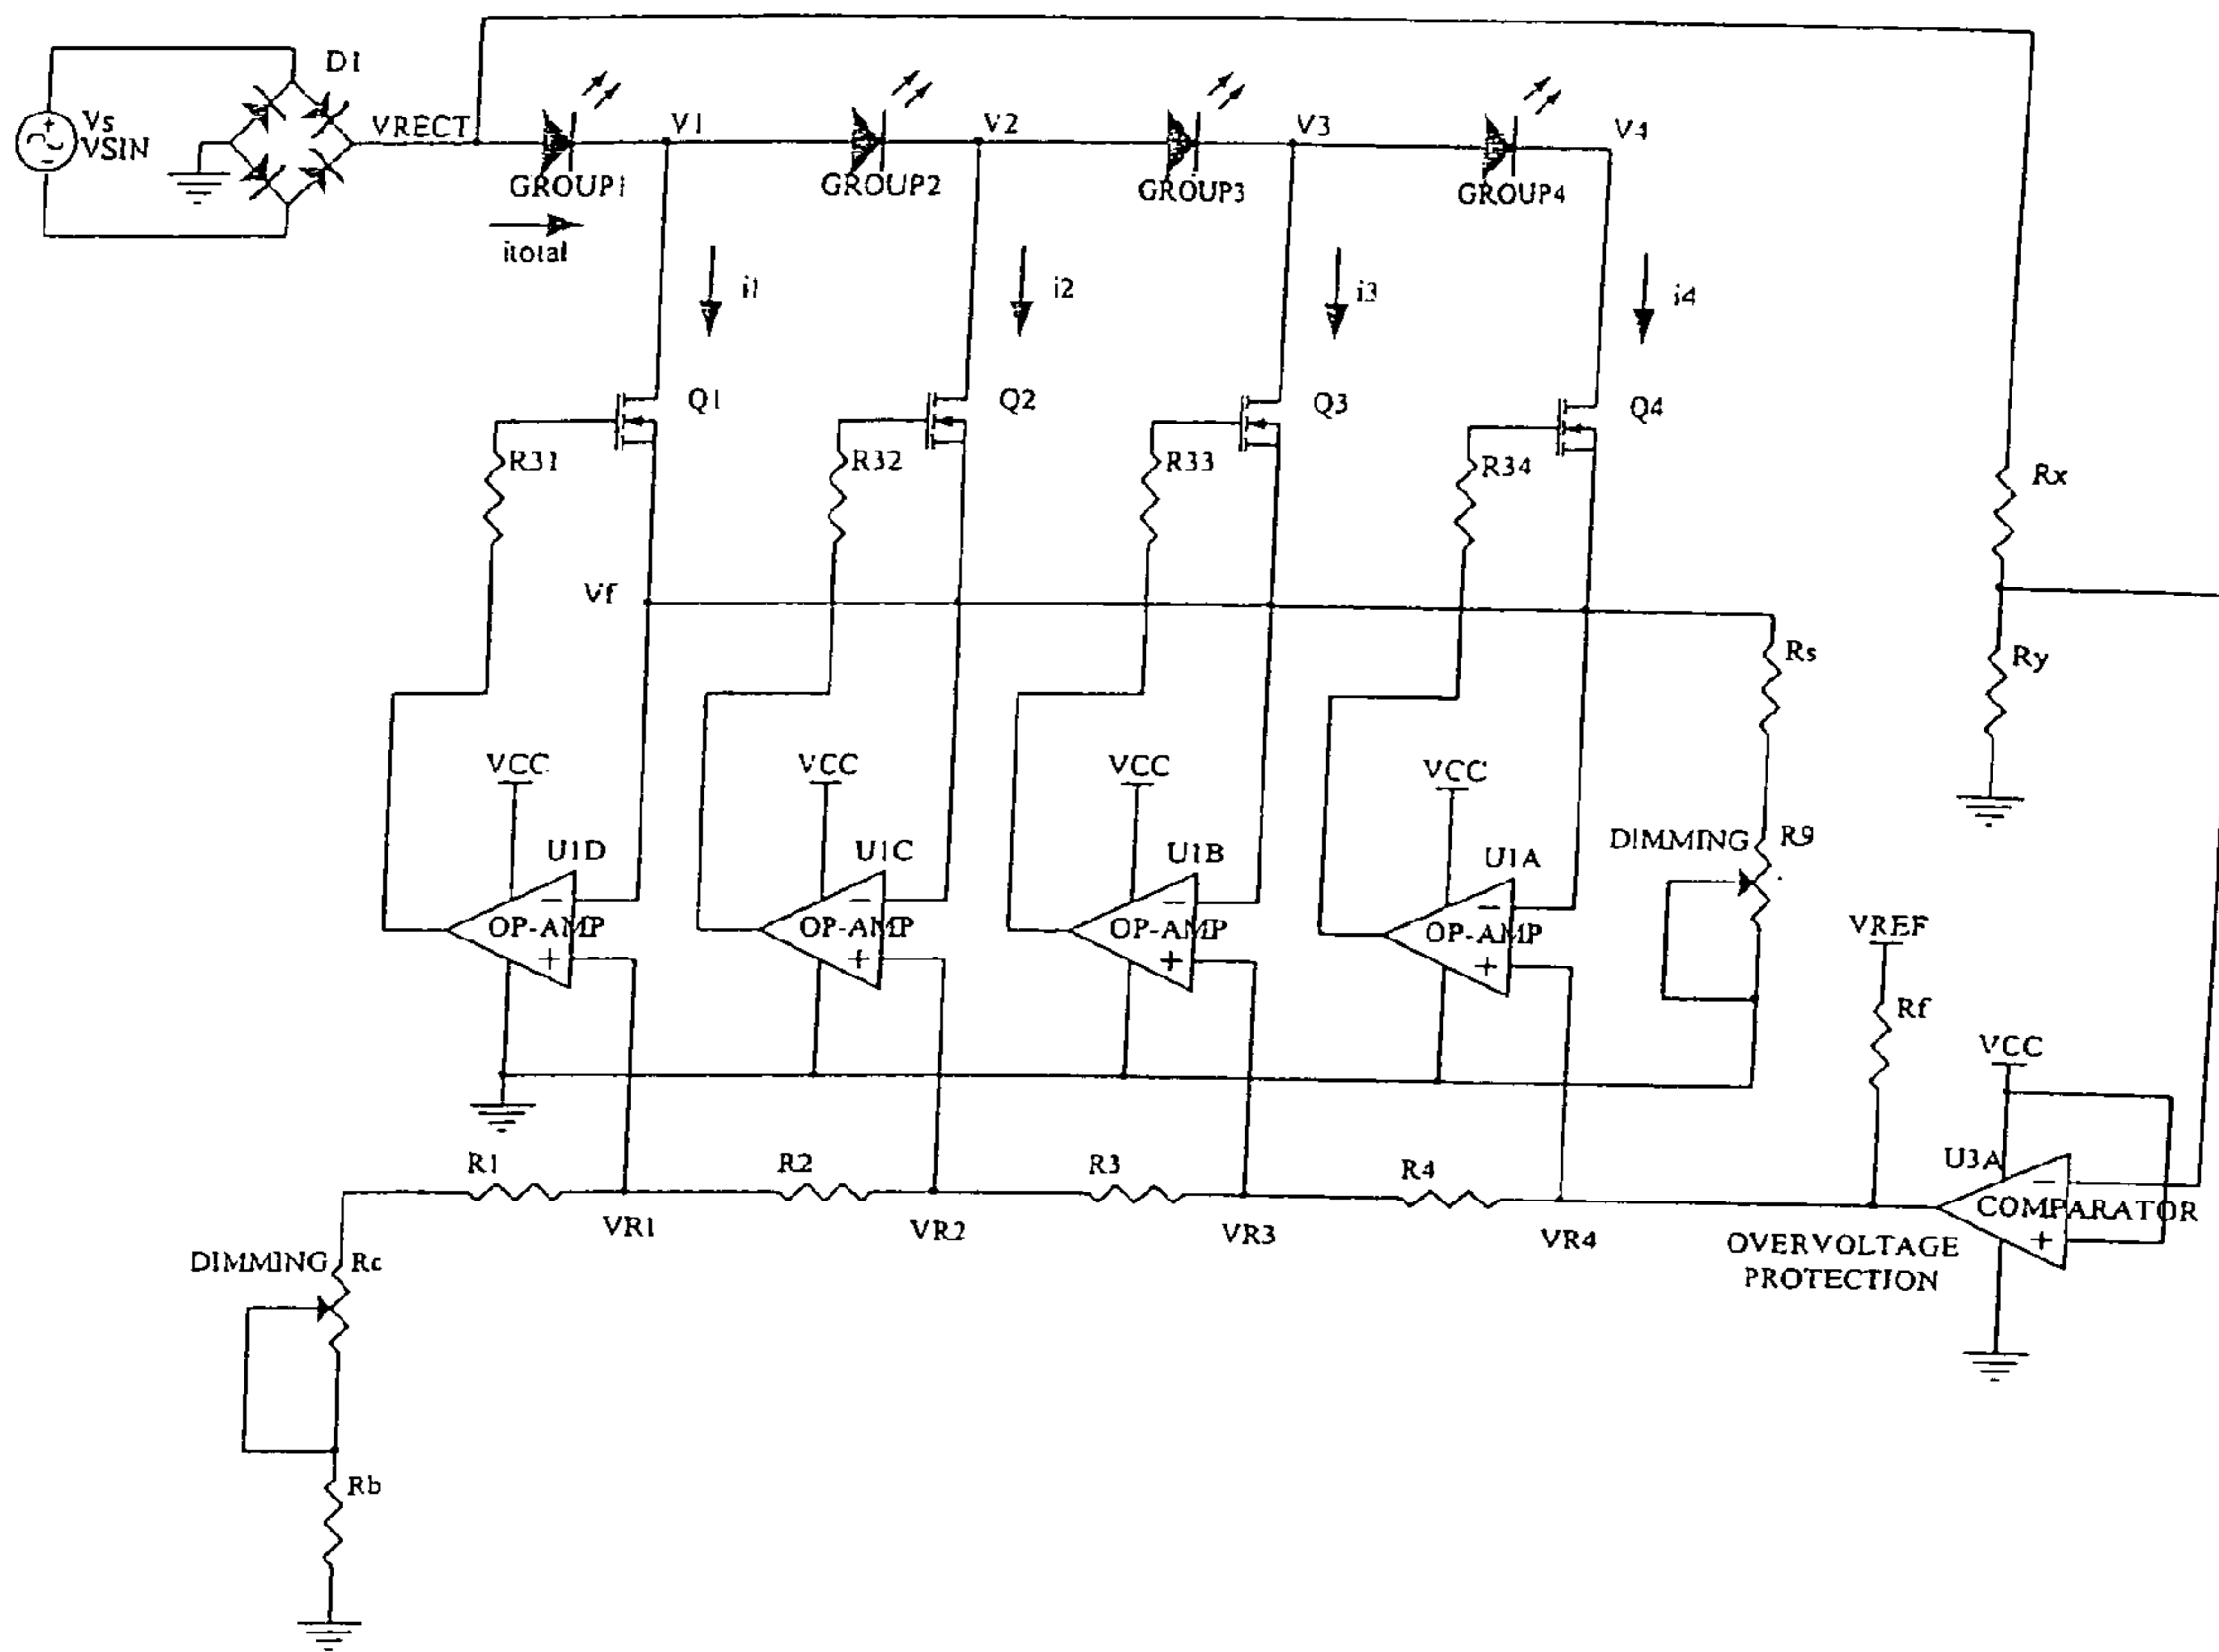 D1
Vs
VSIN
+
-
VRECT
V1
V2
V3
V4
GROUP1
GROUP2
GROUP3
GROUP4
itotal
i1
i2
i3
i4
Q1
Q2
Q3
Q4
R31
R32
R33
R34
Rx
Vf
Rs
Ry
VCC
VCC
VCC
VCC
U1D
U1C
U1B
U1A
DIMMING
R9
−
OP-AMP
+
−
OP-AMP
+
−
OP-AMP
+
−
OP-AMP
+
VREF
Rf
VCC
R1
R2
R3
R4
U3A
−
COMPARATOR
+
VR1
VR2
VR3
VR4
OVERVOLTAGE
PROTECTION
DIMMING
Rc
Rb